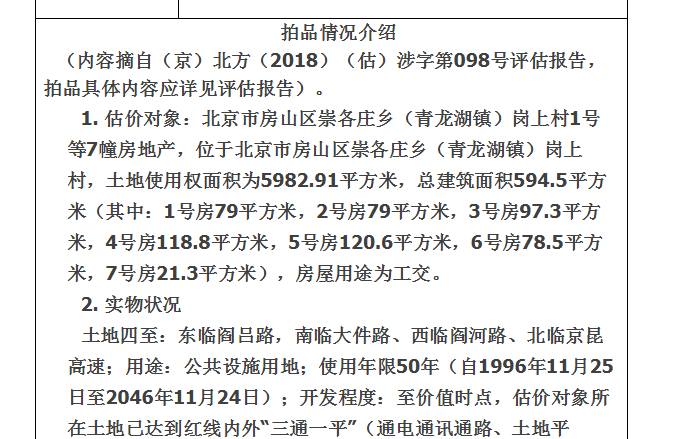 拍品情况介绍
（内容摘自（京）北方（2018）（估）涉字第098号评估报告，
拍品具体内容应详见评估报告）。
1. 估价对象：北京市房山区崇各庄乡（青龙湖镇）岗上村1号
等7幢房地产，位于北京市房山区崇各庄乡（青龙湖镇）岗上
村，土地使用权面积为5982.91平方米，总建筑面积594.5平方
米（其中：1号房79平方米，2号房79平方米，3号房97.3平方
米，4号房118.8平方米，5号房120.6平方米，6号房78.5平方
米，7号房21.3平方米），房屋用途为工交。
2. 实物状况
土地四至：东临阎吕路，南临大件路、西临阎河路、北临京昆
高速；用途：公共设施用地；使用年限50年（自1996年11月25
日至2046年11月24日）；开发程度：至价值时点，估价对象所
在土地已达到红线内外“三通一平”（通电通讯通路、土地平